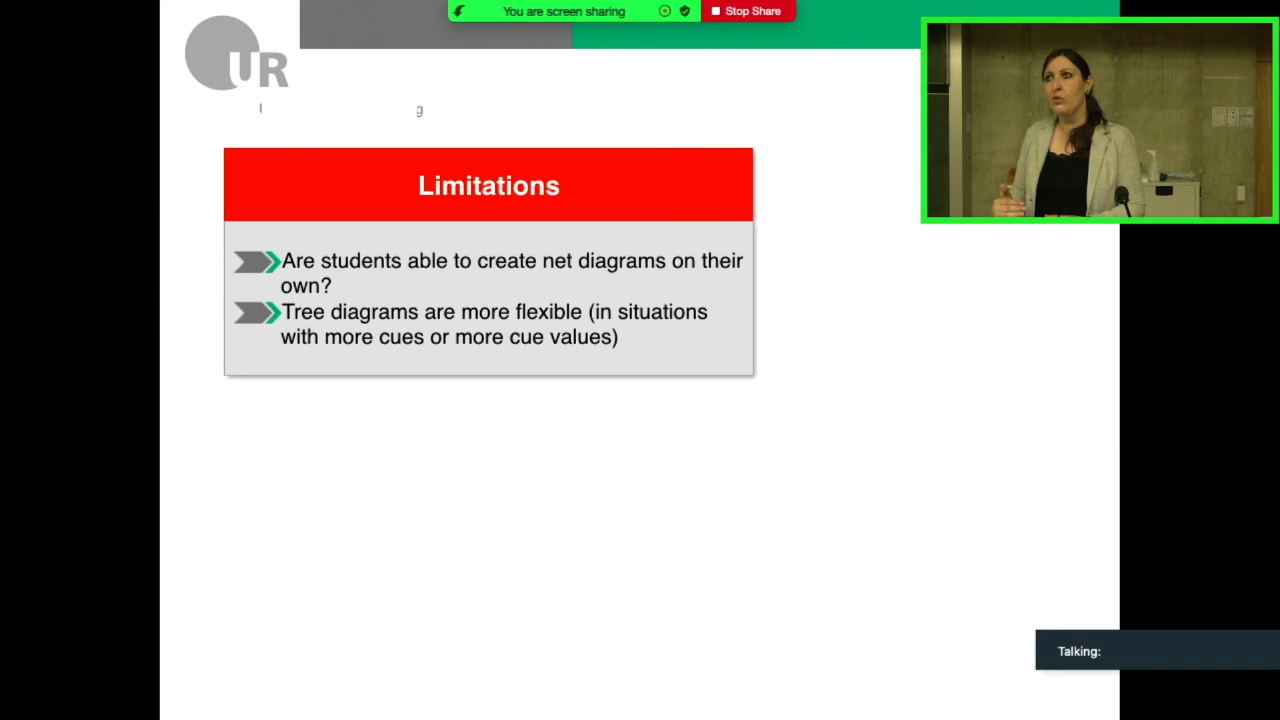 You are screen sharing
Stop Share
UR
g
Limitations
Are students able to create net diagrams on their
own?
Tree diagrams are more flexible (in situations
with more cues or more cue values)
Talking: